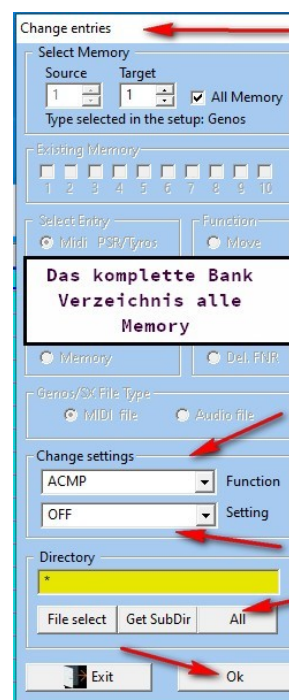 Change entries
Select Memory
Source Target
1 1 All Memory
Type selected in the setup: Genos
Existing Memory
1 2 3 4 5 6 7 8 9 10
Select Entry Function
Midi PSR/Tyros Move
Das komplette Bank
Verzeichnis alle
Memory
Memory Del. FNR
Genos/SX File Type
MIDI file Audio file
Change settings
ACMP Function
OFF Setting
Directory
*
File select Get SubDir All
Exit Ok